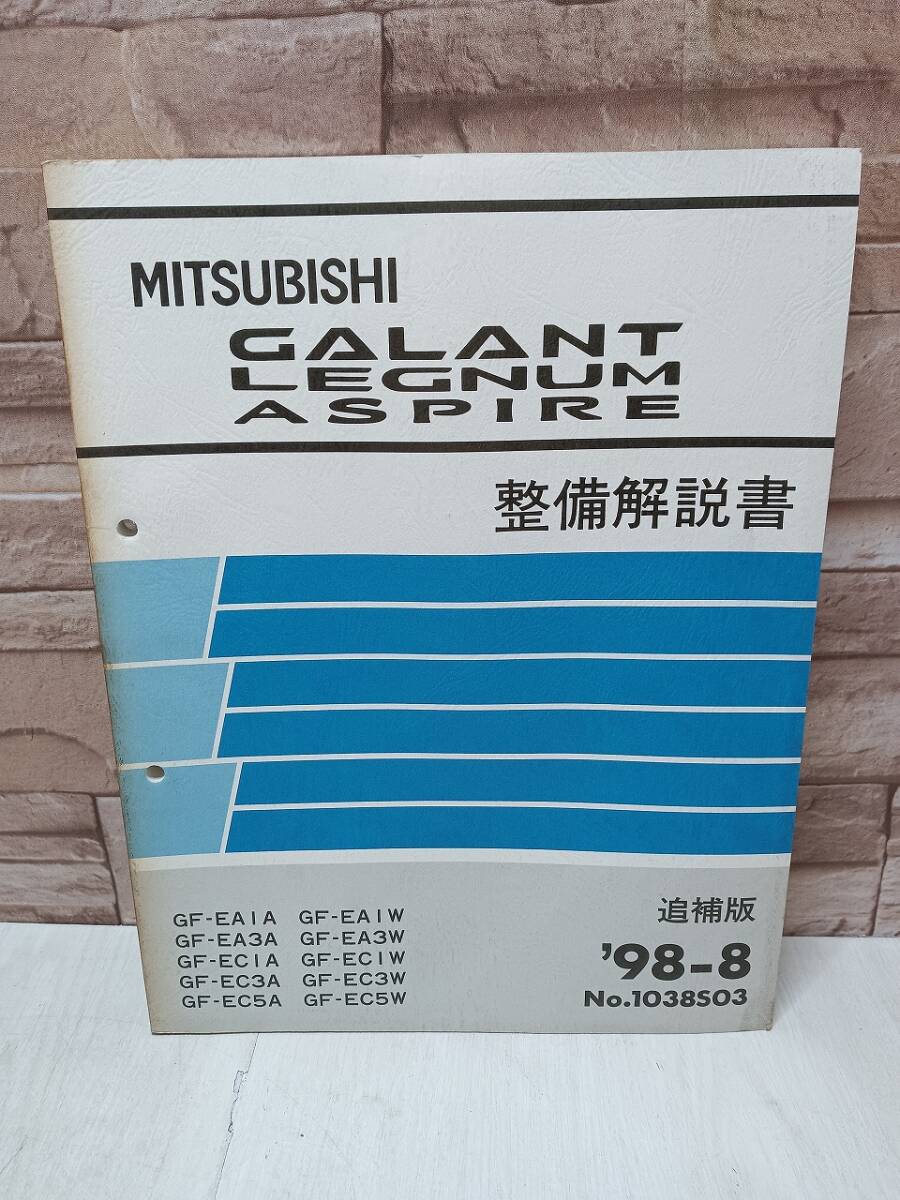 MITSUBISHI
GALANT
LEGNUM
ASPIRE
整備解説書
GF-EA1A GF-EA1W
GF-EA3A GF-EA3W
GF-EC1A GF-EC1W
GF-EC3A GF-EC3W
GF-EC5A GF-EC5W
追補版
'98-8
No.1038S03